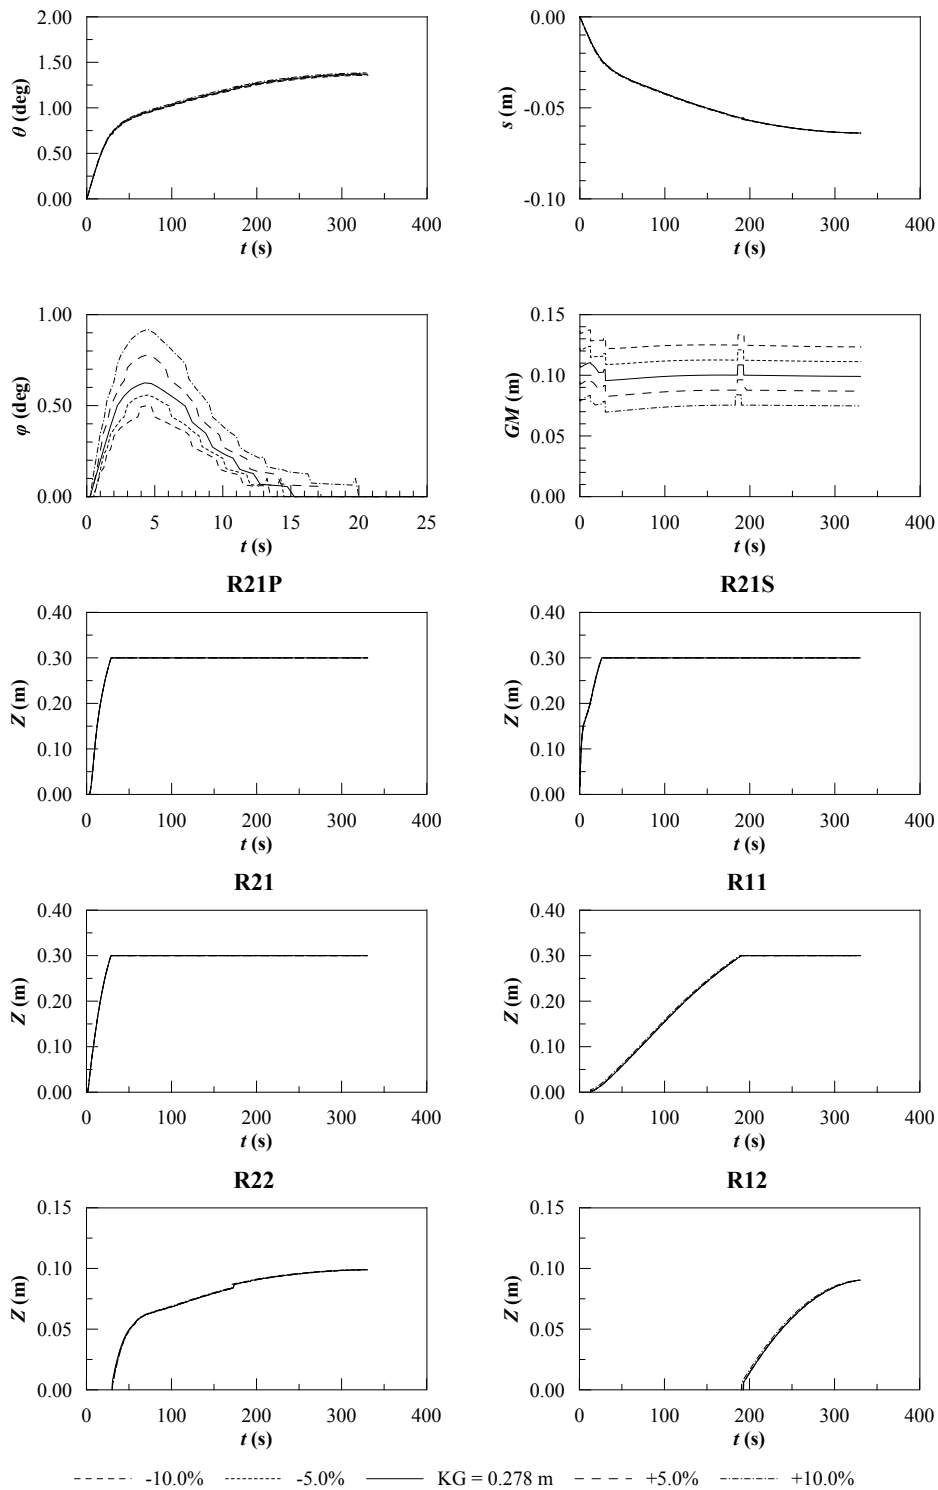 2.00
1.50
1.00
0.50
0.00
θ (deg)
0 100 200 300 400
t (s)
0.00
-0.05
-0.10
s (m)
0 100 200 300 400
t (s)
1.00
0.50
0.00
φ (deg)
0 5 10 15 20 25
t (s)
0.15
0.10
0.05
0.00
GM (m)
0 100 200 300 400
t (s)
R21P
0.40
0.30
0.20
0.10
0.00
Z (m)
0 100 200 300 400
t (s)
R21S
0.40
0.30
0.20
0.10
0.00
Z (m)
0 100 200 300 400
t (s)
R21
0.40
0.30
0.20
0.10
0.00
Z (m)
0 100 200 300 400
t (s)
R11
0.40
0.30
0.20
0.10
0.00
Z (m)
0 100 200 300 400
t (s)
R22
0.15
0.10
0.05
0.00
Z (m)
0 100 200 300 400
t (s)
R12
0.15
0.10
0.05
0.00
Z (m)
0 100 200 300 400
t (s)
-10.0% -5.0% KG = 0.278 m +5.0% +10.0%